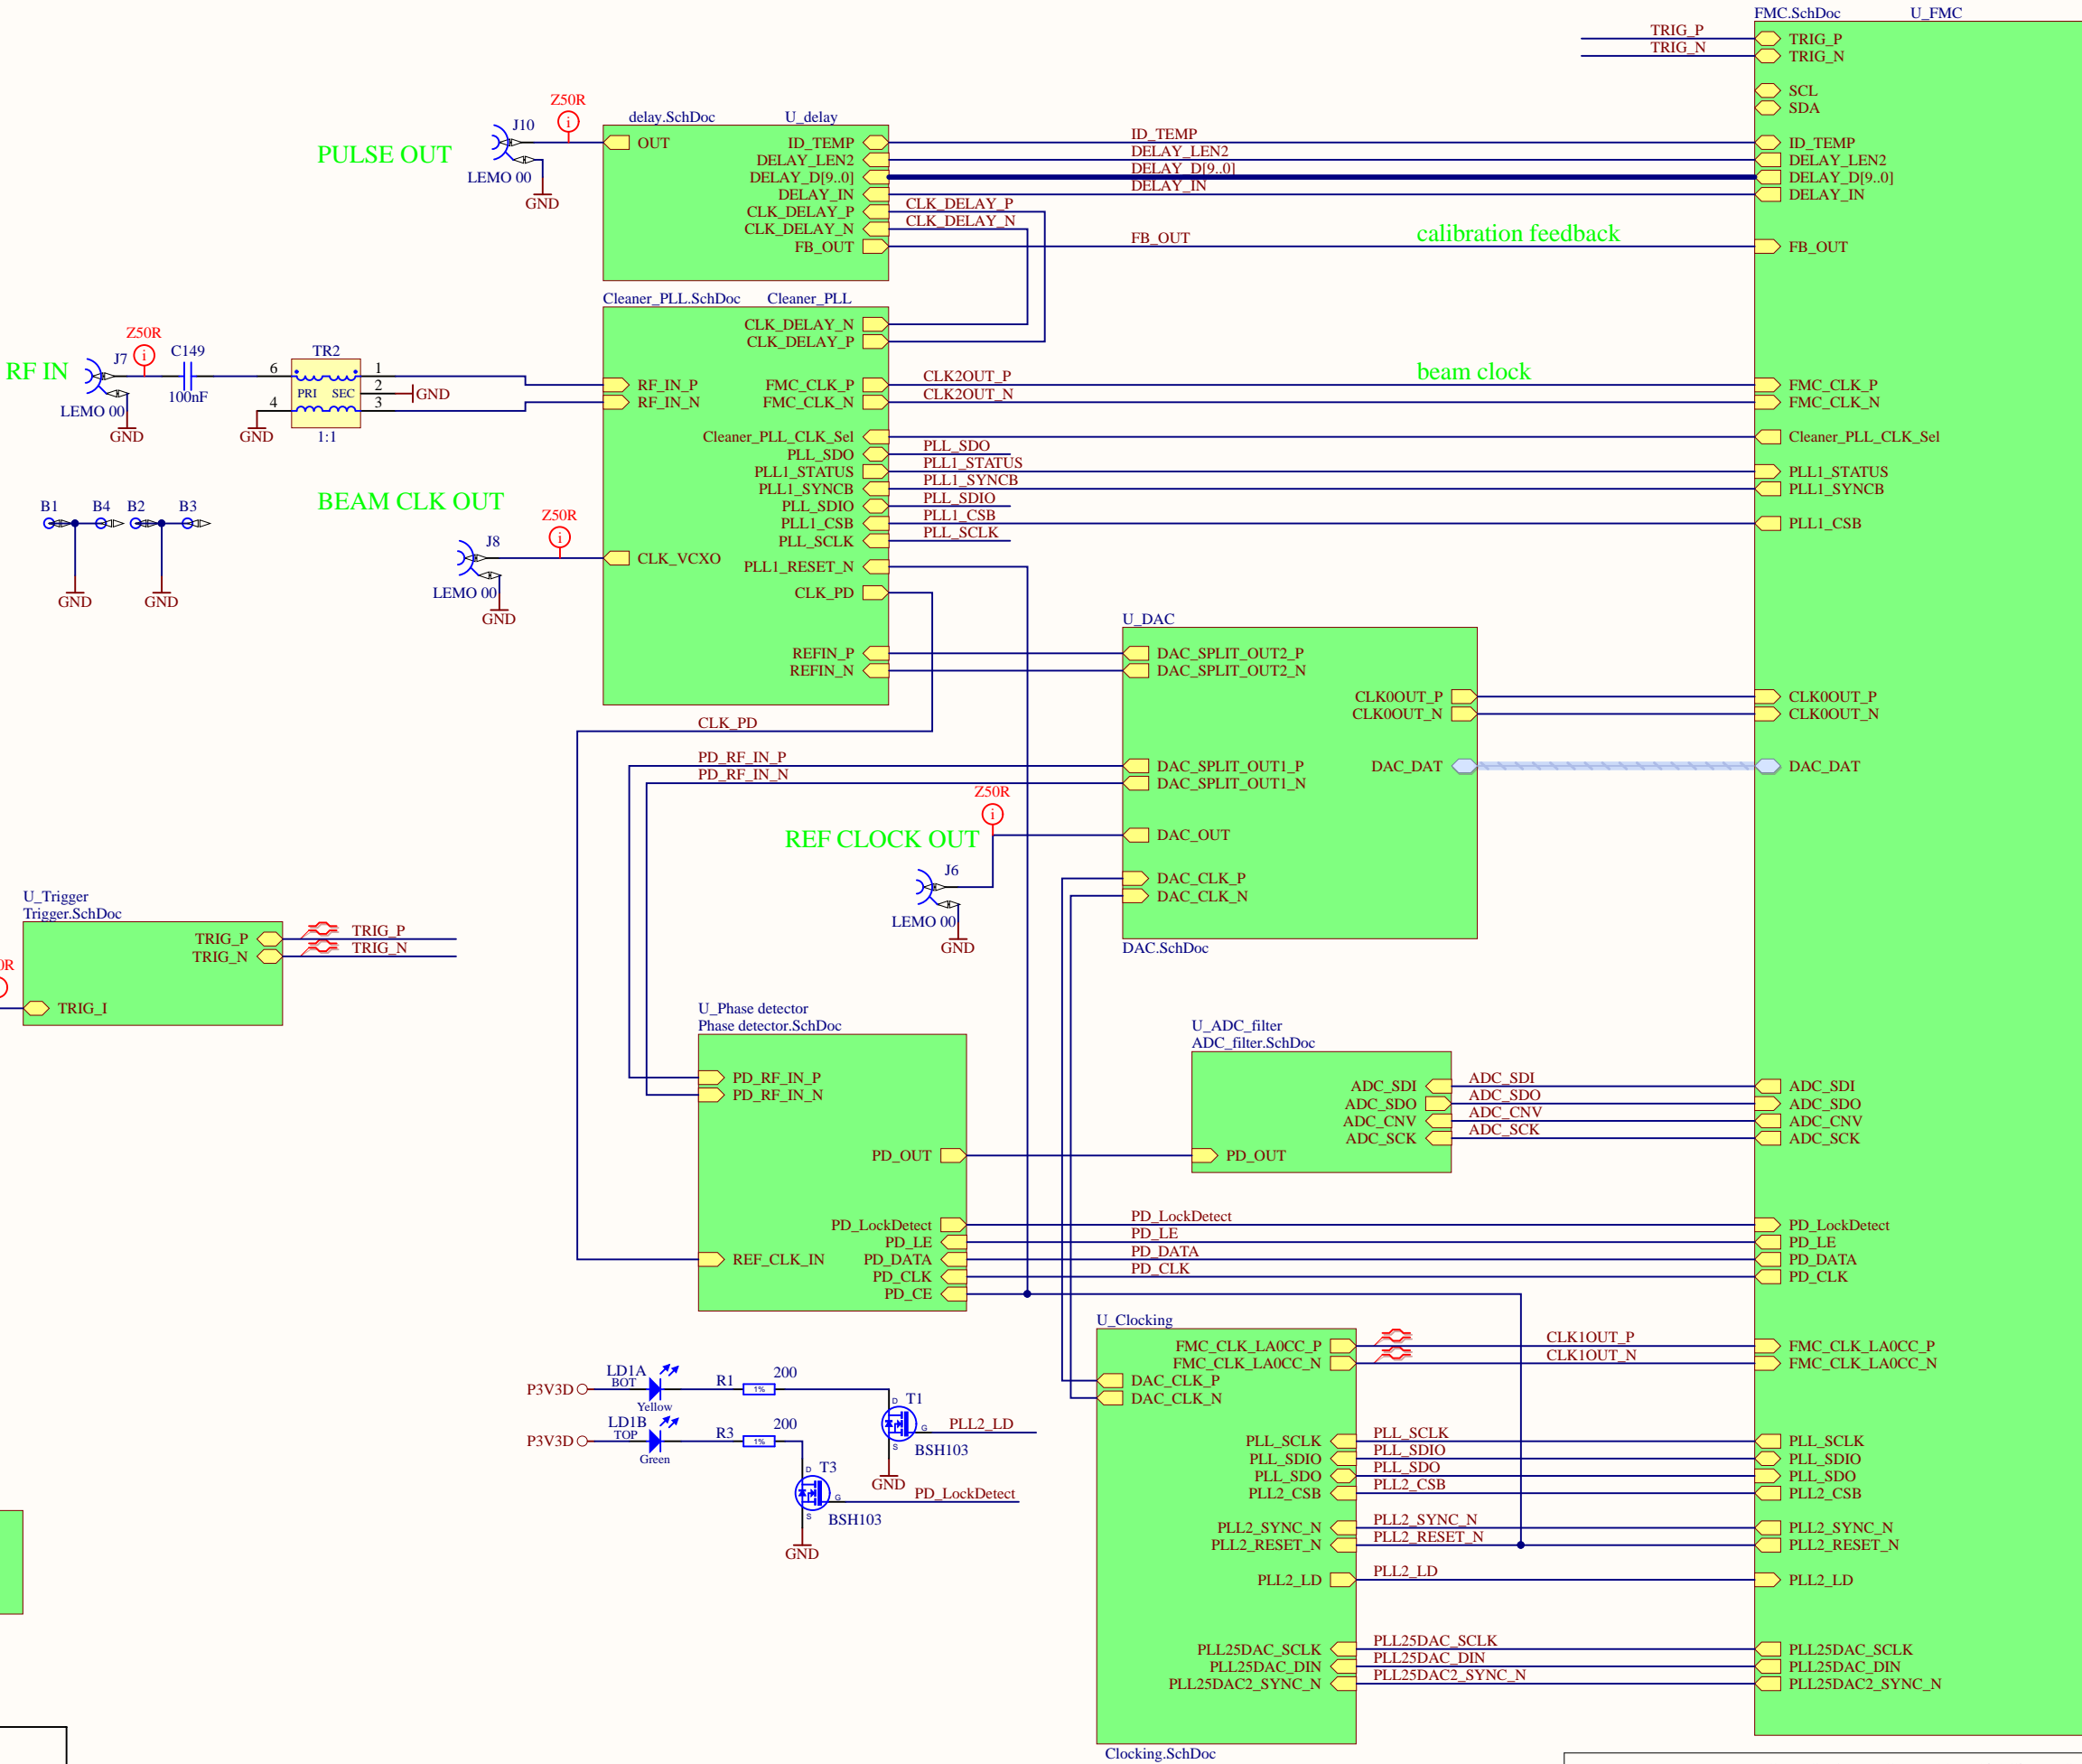 FMC.SchDoc U_FMC
TRIG_P TRIG_P
TRIG_N TRIG_N
SCL
SDA
Z50R
J10
PULSE OUT
LEMO 00
GND
delay.SchDoc U_delay
OUT ID_TEMP ID_TEMP ID_TEMP
DELAY_LEN2 DELAY_LEN2 DELAY_LEN2
DELAY_D[9..0] DELAY_D[9..0] DELAY_D[9..0]
DELAY_IN DELAY_IN DELAY_IN
CLK_DELAY_P CLK_DELAY_P
CLK_DELAY_N CLK_DELAY_N
FB_OUT FB_OUT calibration feedback FB_OUT
Cleaner_PLL.SchDoc Cleaner_PLL
CLK_DELAY_N
CLK_DELAY_P
RF IN
J7
Z50R
C149
100nF
LEMO 00
GND
TR2
6 1
PRI SEC 2 GND
4 3
GND
1:1
RF_IN_P FMC_CLK_P CLK2OUT_P beam clock FMC_CLK_P
RF_IN_N FMC_CLK_N CLK2OUT_N FMC_CLK_N
Cleaner_PLL_CLK_Sel Cleaner_PLL_CLK_Sel
PLL_SDO PLL_SDO
PLL1_STATUS PLL1_STATUS PLL1_STATUS
PLL1_SYNCB PLL1_SYNCB PLL1_SYNCB
PLL_SDIO PLL_SDIO
PLL1_CSB PLL1_CSB PLL1_CSB
PLL_SCLK PLL_SCLK
CLK_VCXO PLL1_RESET_N
CLK_PD
REFIN_P
REFIN_N
B1 B4 B2 B3
GND GND
BEAM CLK OUT
Z50R
J8
LEMO 00
GND
U_DAC
DAC_SPLIT_OUT2_P
DAC_SPLIT_OUT2_N
CLK0OUT_P CLK0OUT_P
CLK0OUT_N CLK0OUT_N
CLK_PD
PD_RF_IN_P DAC_SPLIT_OUT1_P DAC_DAT DAC_DAT
PD_RF_IN_N DAC_SPLIT_OUT1_N
Z50R
REF CLOCK OUT DAC_OUT
J6
LEMO 00
GND
DAC_CLK_P
DAC_CLK_N
DAC.SchDoc
U_Trigger
Trigger.SchDoc
TRIG_P TRIG_P
TRIG_N TRIG_N
0R
TRIG_I
U_Phase detector
Phase detector.SchDoc
PD_RF_IN_P
PD_RF_IN_N
PD_OUT
PD_LockDetect PD_LockDetect PD_LockDetect
PD_LE PD_LE PD_LE
REF_CLK_IN PD_DATA PD_DATA PD_DATA
PD_CLK PD_CLK PD_CLK
PD_CE
U_ADC_filter
ADC_filter.SchDoc
ADC_SDI ADC_SDI ADC_SDI
ADC_SDO ADC_SDO ADC_SDO
ADC_CNV ADC_CNV ADC_CNV
ADC_SCK ADC_SCK ADC_SCK
PD_OUT
U_Clocking
FMC_CLK_LA0CC_P CLK1OUT_P FMC_CLK_LA0CC_P
FMC_CLK_LA0CC_N CLK1OUT_N FMC_CLK_LA0CC_N
DAC_CLK_P
DAC_CLK_N
PLL_SCLK PLL_SCLK PLL_SCLK
PLL_SDIO PLL_SDIO PLL_SDIO
PLL_SDO PLL_SDO PLL_SDO
PLL2_CSB PLL2_CSB PLL2_CSB
PLL2_SYNC_N PLL2_SYNC_N PLL2_SYNC_N
PLL2_RESET_N PLL2_RESET_N PLL2_RESET_N
PLL2_LD PLL2_LD PLL2_LD
PLL25DAC_SCLK PLL25DAC_SCLK PLL25DAC_SCLK
PLL25DAC_DIN PLL25DAC_DIN PLL25DAC_DIN
PLL25DAC2_SYNC_N PLL25DAC2_SYNC_N PLL25DAC2_SYNC_N
Clocking.SchDoc
LD1A
BOT
P3V3D
Yellow
R1 200
1%
D T1
G PLL2_LD
S BSH103
GND
LD1B
TOP
P3V3D
Green
R3 200
1%
D T3
G PD_LockDetect
S BSH103
GND